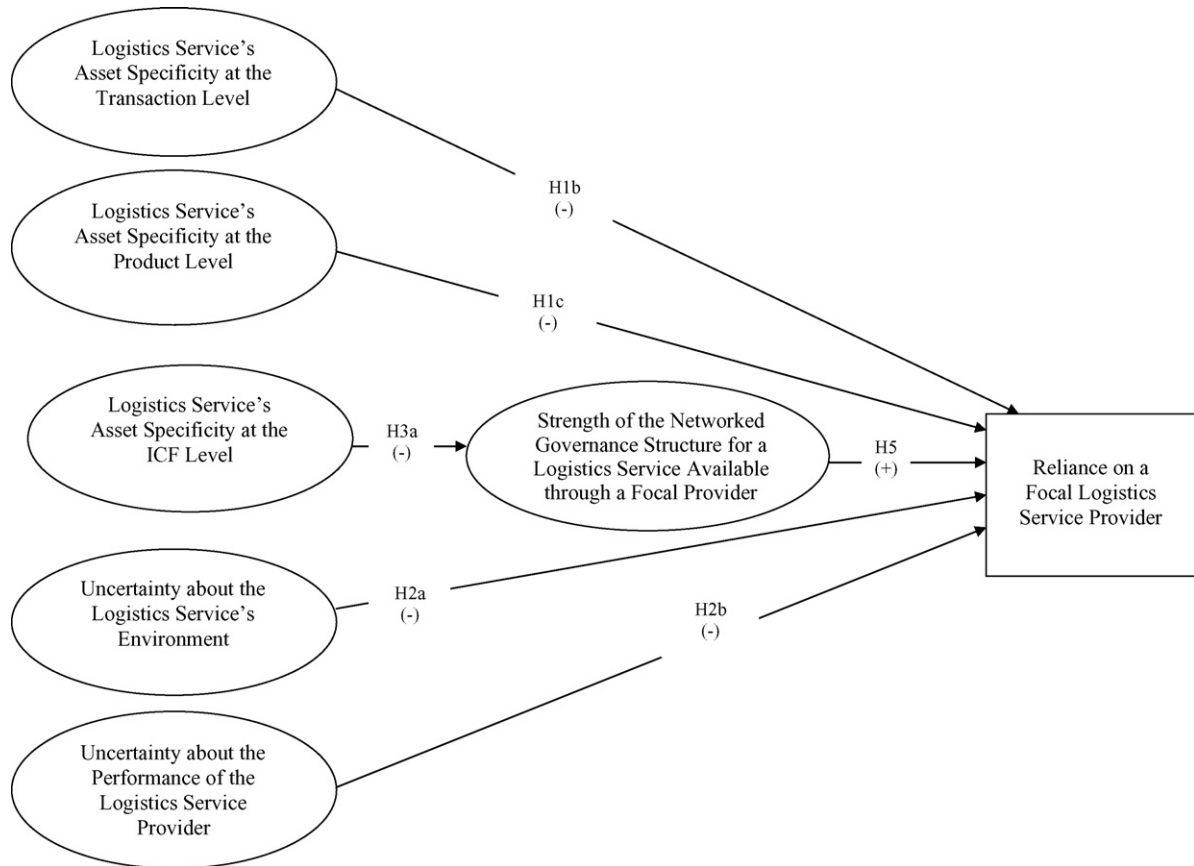 Logistics Service's
Asset Specificity at the
Transaction Level
H1b
(-)
Logistics Service's
Asset Specificity at the
Product Level
H1c
(-)
Logistics Service's
Asset Specificity at the
ICF Level
H3a
(-)
Strength of the Networked
Governance Structure for a
Logistics Service Available
through a Focal Provider
H5
(+)
Reliance on a
Focal Logistics
Service Provider
Uncertainty about the
Logistics Service's
Environment
H2a
(-)
H2b
(-)
Uncertainty about the
Performance of the
Logistics Service
Provider